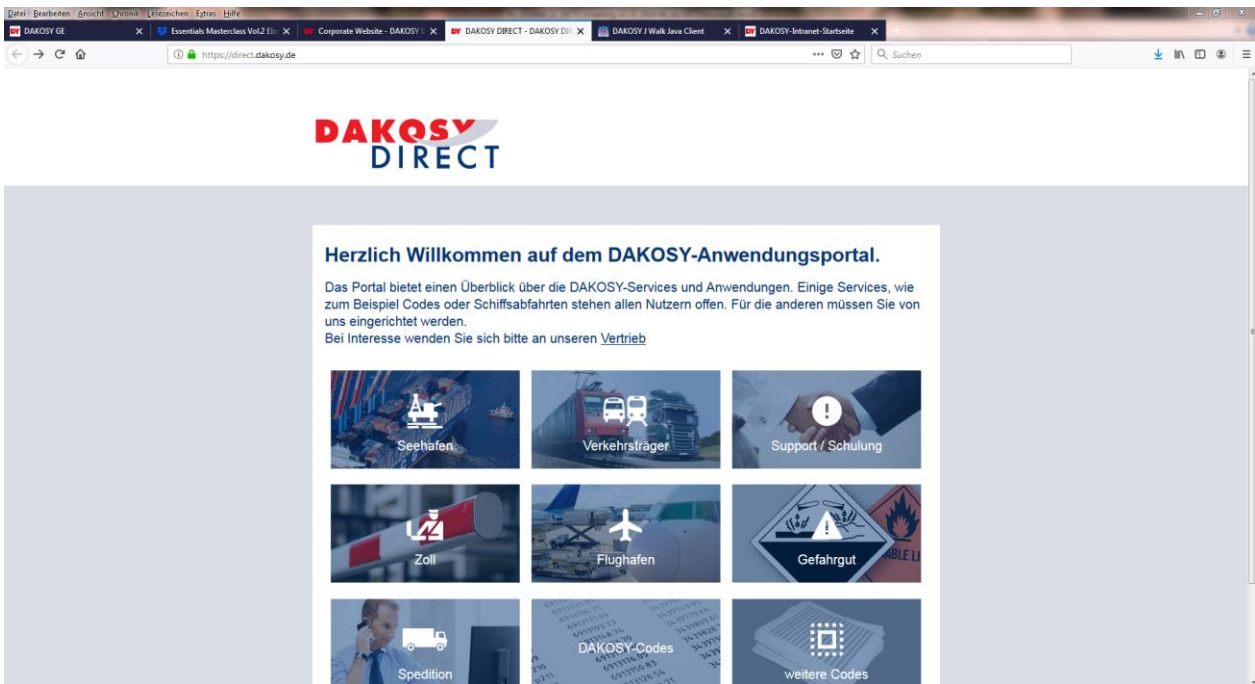 Datei Bearbeiten Ansicht Chronik Lesezeichen Extras Hilfe
DAKOSY GE
Essentials Masterclass Vol.2 Eb
Corporate Website - DAKOSY D
DAKOSY DIRECT - DAKOSY DIR
DAKOSY J Walk Java Client
DAKOSY-Intranet-Startseite
https://direct.dakosy.de
Suchen
DAKOSY
DIRECT
Herzlich Willkommen auf dem DAKOSY-Anwendungsportal.
Das Portal bietet einen Überblick über die DAKOSY-Services und Anwendungen. Einige Services, wie
zum Beispiel Codes oder Schiffsabfahrten stehen allen Nutzern offen. Für die anderen müssen Sie von
uns eingerichtet werden.
Bei Interesse wenden Sie sich bitte an unseren Vertrieb
Seehafen
Verkehrsträger
Support / Schulung
Zoll
Flughafen
Gefahrgut
Spedition
DAKOSY-Codes
weitere Codes